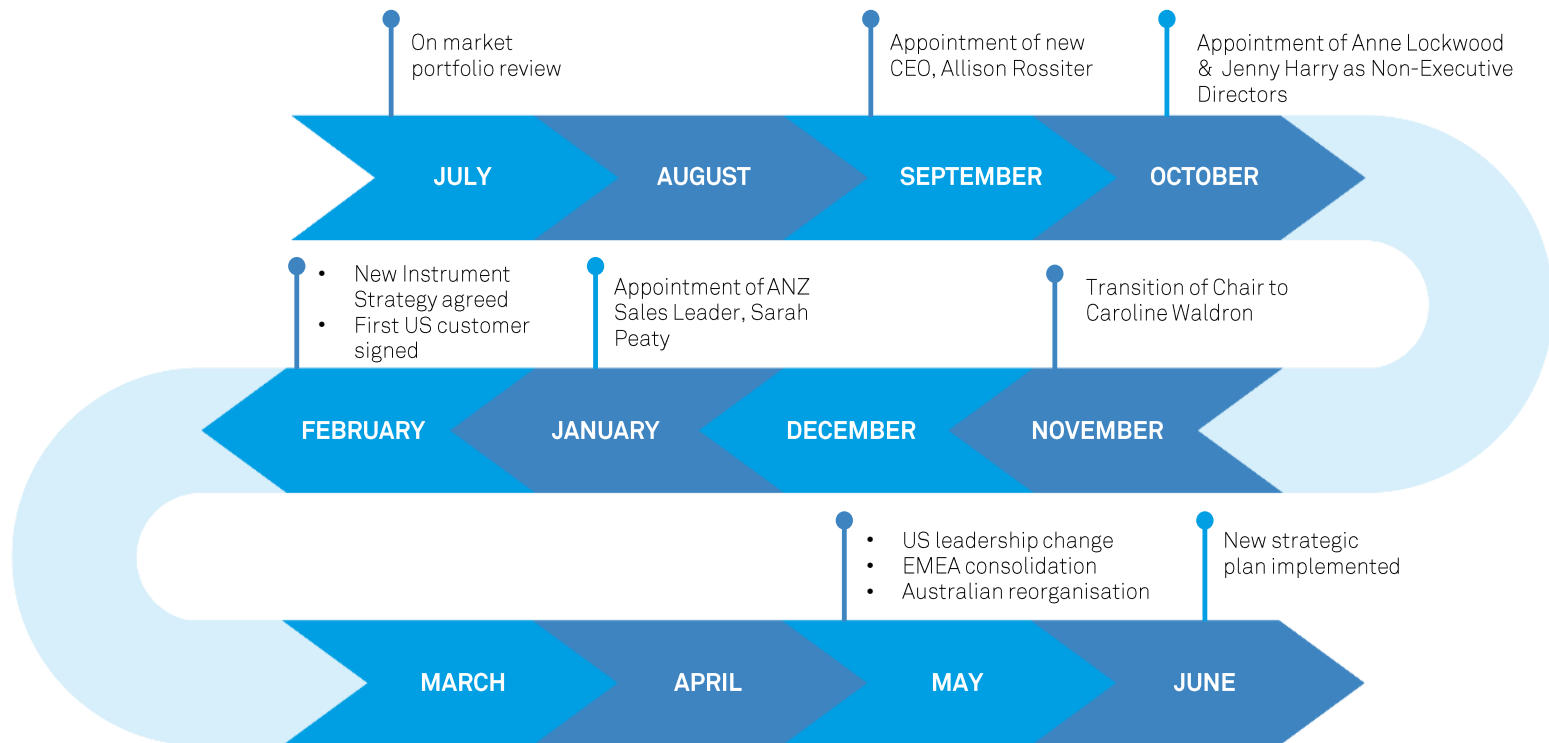 On market
portfolio review
Appointment of new
CEO, Allison Rossiter
Appointment of Anne Lockwood
& Jenny Harry as Non-Executive
Directors
JULY
AUGUST
SEPTEMBER
OCTOBER
• New Instrument
Strategy agreed
• First US customer
signed
Appointment of ANZ
Sales Leader, Sarah
Peaty
Transition of Chair to
Caroline Waldron
FEBRUARY
JANUARY
DECEMBER
NOVEMBER
• US leadership change
• EMEA consolidation
• Australian reorganisation
New strategic
plan implemented
MARCH
APRIL
MAY
JUNE